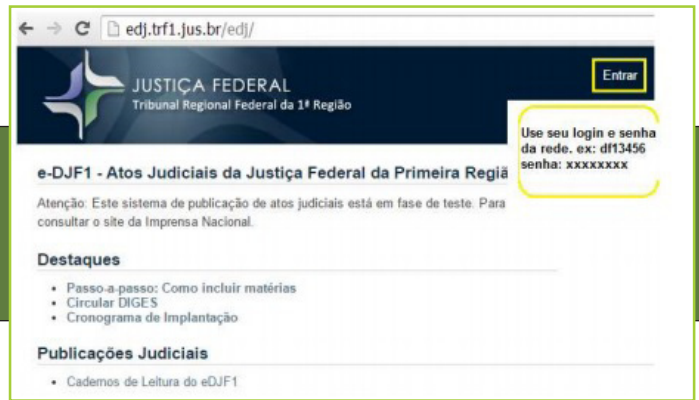 edj.trf1.jus.br/edj/
JUSTIÇA FEDERAL
Tribunal Regional Federal da 1ª Região
Entrar
Use seu login e senha
da rede. ex: df13456
senha: xxxxxxxx
e-DJF1 - Atos Judiciais da Justiça Federal da Primeira Regiã
Atenção: Este sistema de publicação de atos judiciais está em fase de teste. Para
consultar o site da Imprensa Nacional.
Destaques
Passo-a-passo: Como incluir matérias
Circular DIGES
Cronograma de Implantação
Publicações Judiciais
Cadernos de Leitura do eDJF1